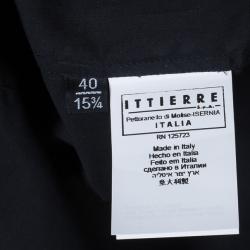 40
15¾
ITTIERRE
S.p.A.
Pettoranello di Molise-ISERNIA
ITALIA
RN 125723
Made in Italy
Hecho en Italia
Feito em Italia
сделано в Италии
ארץ יצור איטליה
意大利製